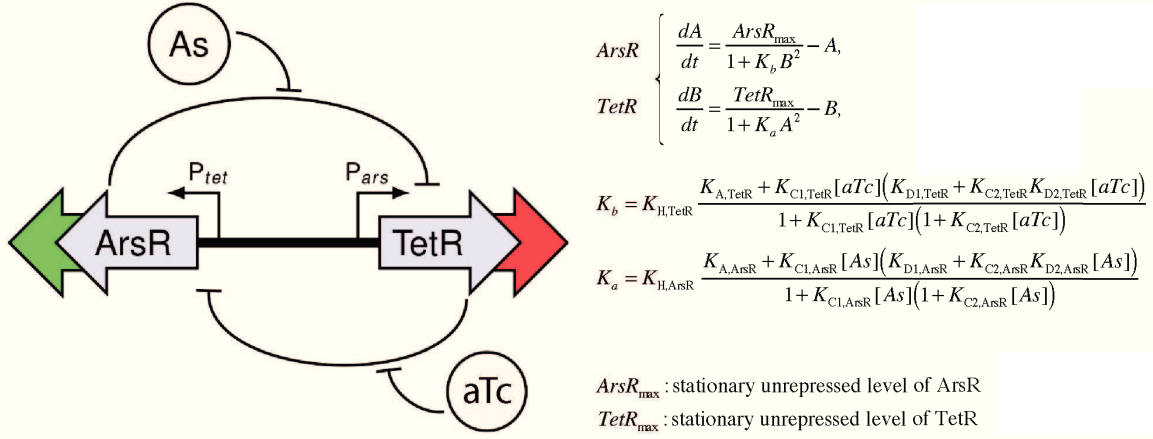 As
P_tet
P_ars
ArsR
TetR
aTc
ArsR { dA/dt = ArsR_max / (1 + K_b B²) − A,
TetR { dB/dt = TetR_max / (1 + K_a A²) − B,
K_b = K_H,TetR (K_A,TetR + K_C1,TetR [aTc](K_D1,TetR + K_C2,TetR K_D2,TetR [aTc])) / (1 + K_C1,TetR [aTc](1 + K_C2,TetR [aTc]))
K_a = K_H,ArsR (K_A,ArsR + K_C1,ArsR [As](K_D1,ArsR + K_C2,ArsR K_D2,ArsR [As])) / (1 + K_C1,ArsR [As](1 + K_C2,ArsR [As]))
ArsR_max : stationary unrepressed level of ArsR
TetR_max : stationary unrepressed level of TetR